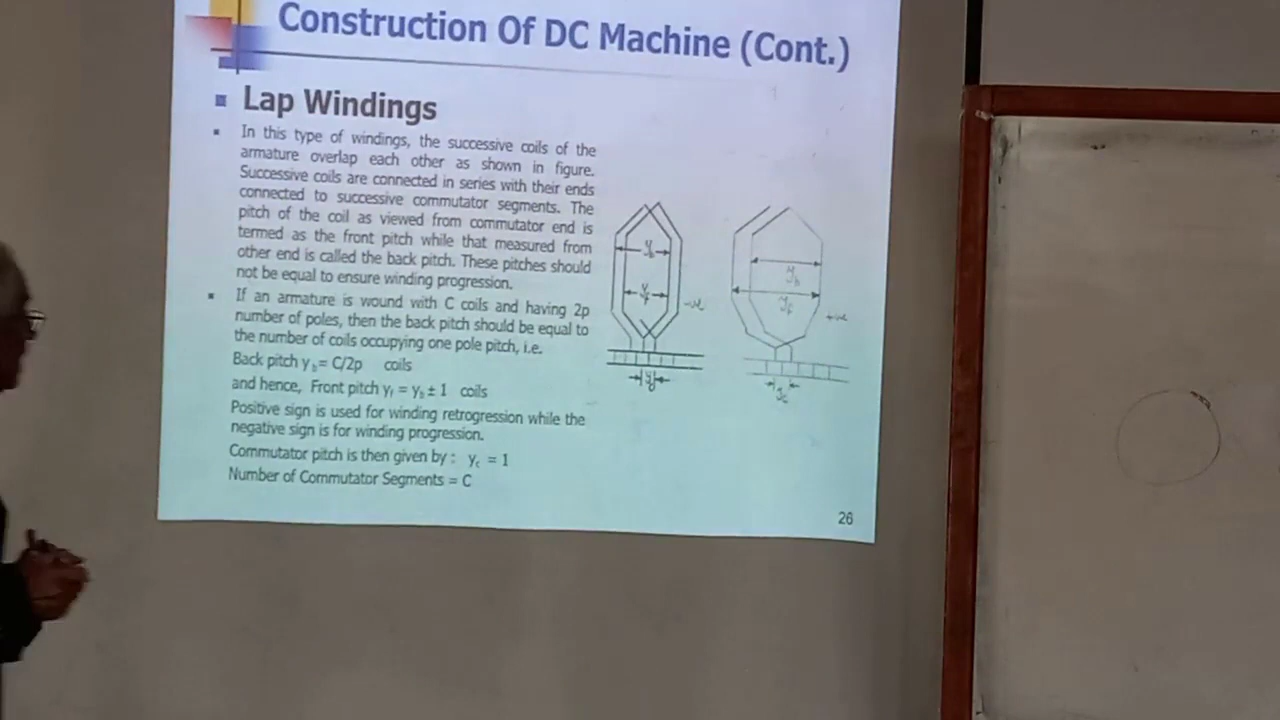 Construction Of DC Machine (Cont.)
Lap Windings
In this type of windings, the successive coils of the
armature overlap each other as shown in figure.
Successive coils are connected in series with their ends
connected to successive commutator segments. The
pitch of the coil as viewed from commutator end is
termed as the front pitch while that measured from
other end is called the back pitch. These pitches should
not be equal to ensure winding progression.
If an armature is wound with C coils and having 2p
number of poles, then the back pitch should be equal to
the number of coils occupying one pole pitch, i.e.
Back pitch y b = C/2p coils
and hence, Front pitch yf = yb ± 1 coils
Positive sign is used for winding retrogression while the
negative sign is for winding progression.
Commutator pitch is then given by : yc = 1
Number of Commutator Segments = C
yb
yf
-ve
yb
yf
+ve
yc
26